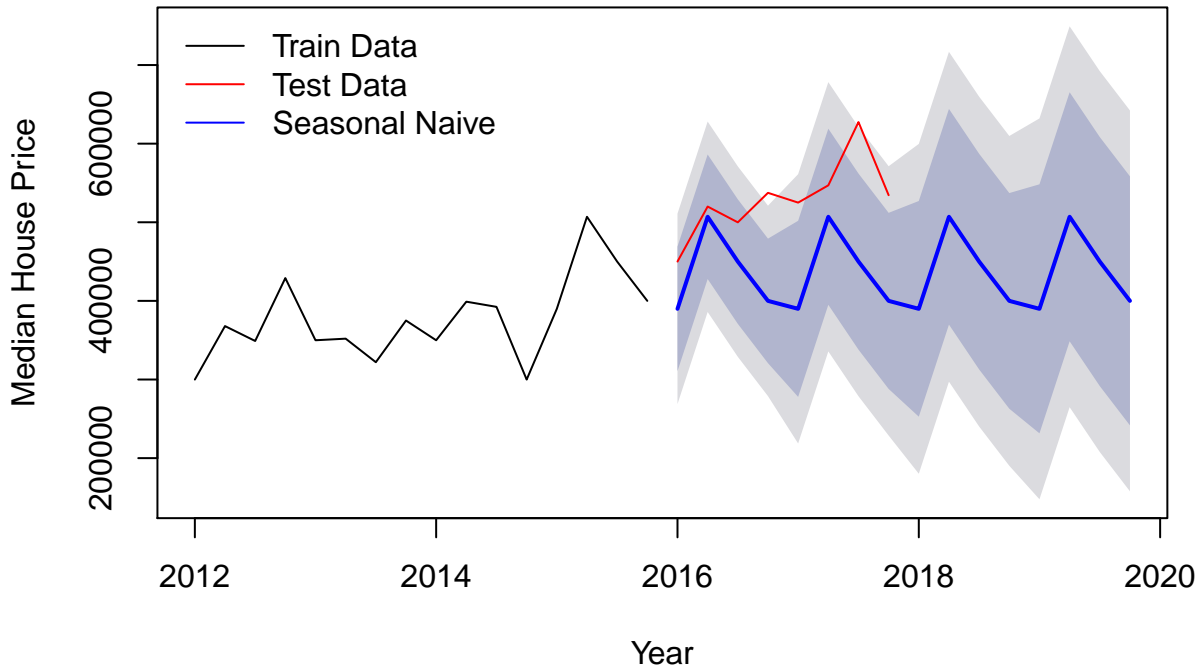 Train Data
Test Data
Seasonal Naive
Median House Price
600000
400000
200000
2012 2014 2016 2018 2020
Year